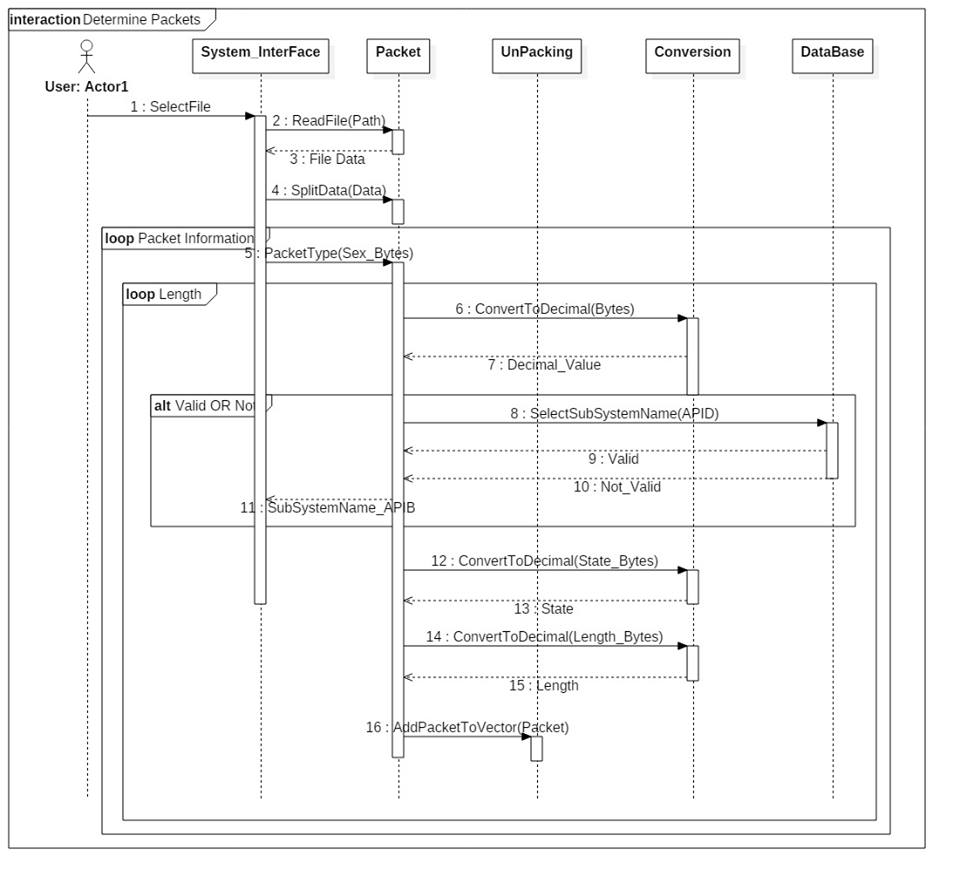 interaction Determine Packets
System_InterFace
Packet
UnPacking
Conversion
DataBase
User: Actor1
1 : SelectFile
2 : ReadFile(Path)
3 : File Data
4 : SplitData(Data)
loop Packet Information
5 : PacketType(Sex_Bytes)
loop Length
6 : ConvertToDecimal(Bytes)
7 : Decimal_Value
alt Valid OR Not
8 : SelectSubSystemName(APID)
9 : Valid
10 : Not_Valid
11 : SubSystemName_APIB
12 : ConvertToDecimal(State_Bytes)
13 : State
14 : ConvertToDecimal(Length_Bytes)
15 : Length
16 : AddPacketToVector(Packet)